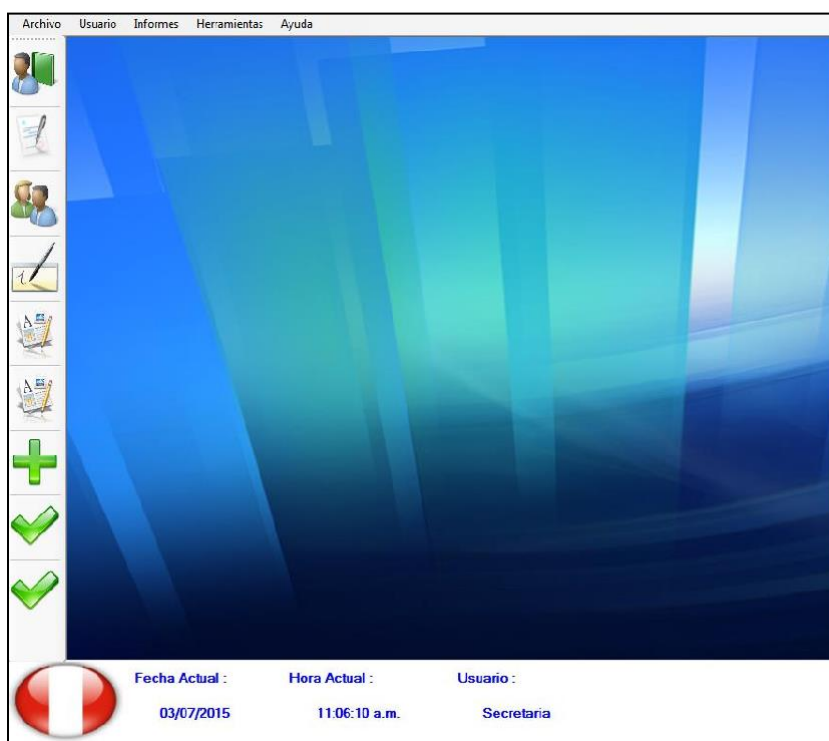 Archivo Usuario Informes Herramientas Ayuda
Fecha Actual : Hora Actual : Usuario :
03/07/2015 11:06:10 a.m. Secretaria